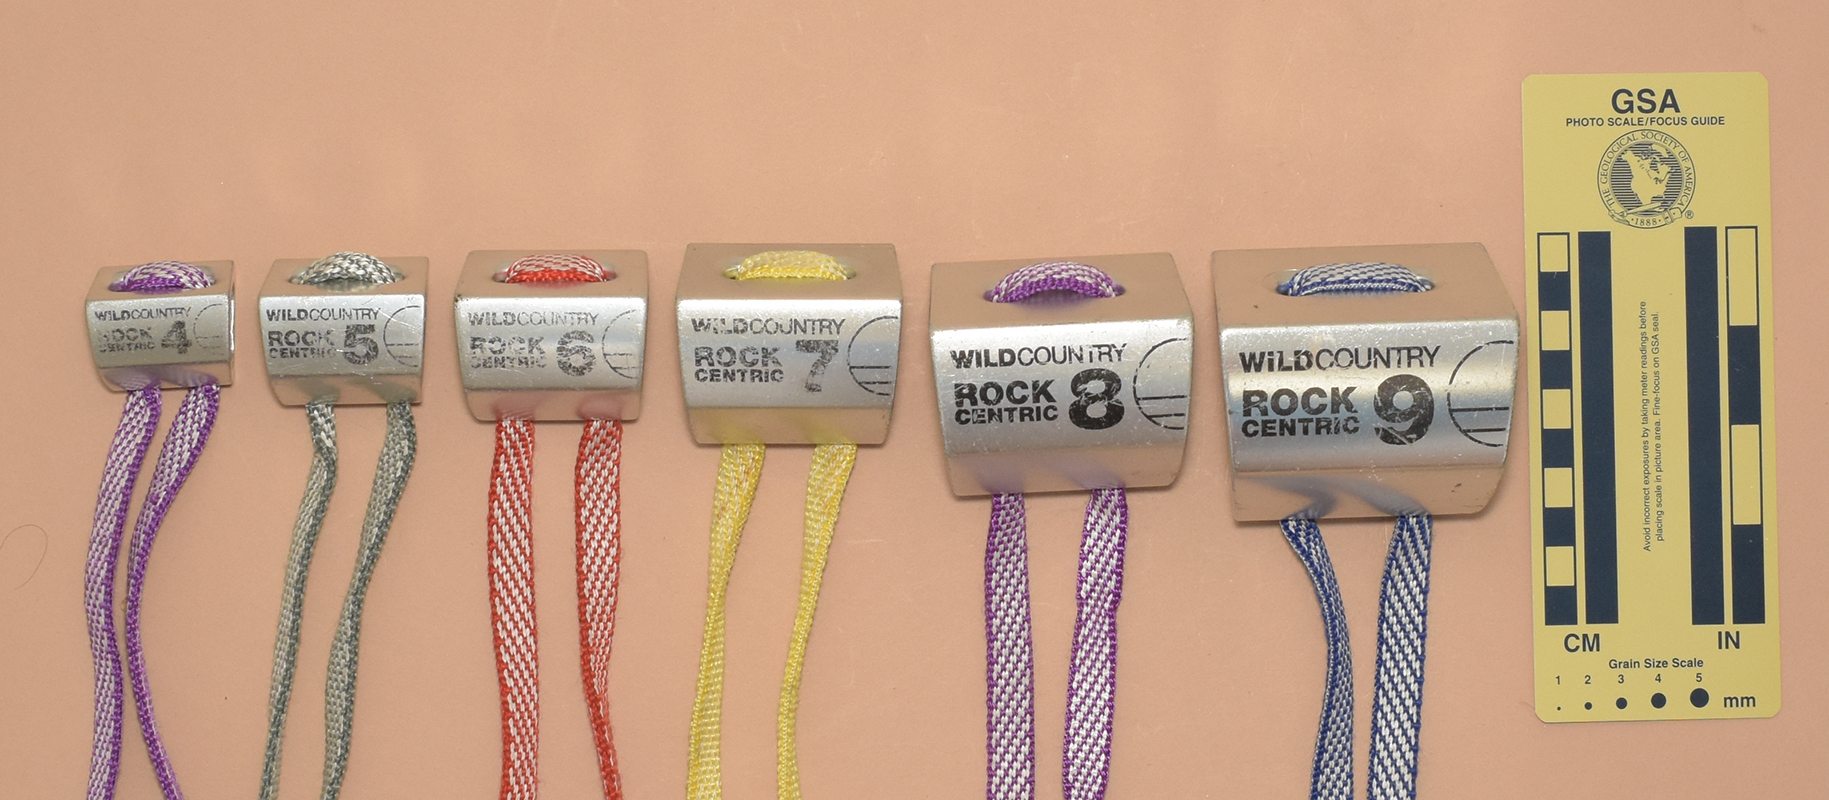 WILDCOUNTRY
ROCK
CENTRIC 4
WILDCOUNTRY
ROCK
CENTRIC 5
WILDCOUNTRY
ROCK
CENTRIC 6
WILDCOUNTRY
ROCK
CENTRIC 7
WILDCOUNTRY
ROCK
CENTRIC 8
WILDCOUNTRY
ROCK
CENTRIC 9
GSA
PHOTO SCALE/FOCUS GUIDE
THE GEOLOGICAL SOCIETY OF AMERICA
·1888· ®
Avoid incorrect exposures by taking meter readings before
placing scale in picture area. Fine-focus on GSA seal.
CM IN
Grain Size Scale
1 2 3 4 5
mm